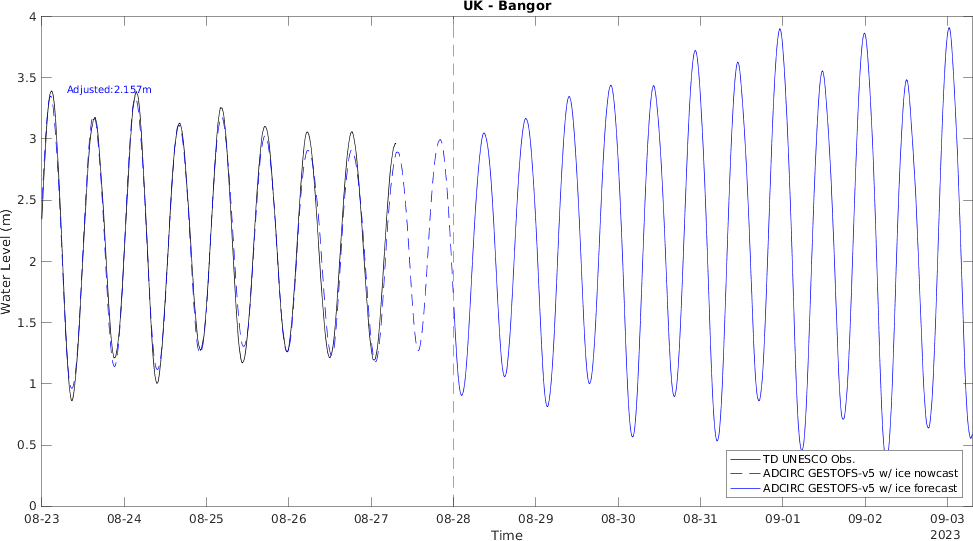 UK - Bangor
4
3.5
3
2.5
2
1.5
1
0.5
0
Water Level (m)
Adjusted:2.157m
TD UNESCO Obs.
ADCIRC GESTOFS-v5 w/ ice nowcast
ADCIRC GESTOFS-v5 w/ ice forecast
08-23 08-24 08-25 08-26 08-27 08-28 08-29 08-30 08-31 09-01 09-02 09-03
2023
Time